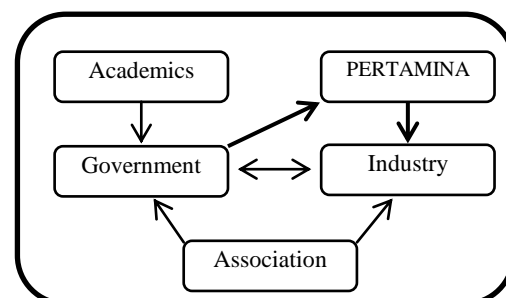 Academics
PERTAMINA
Government
Industry
Association